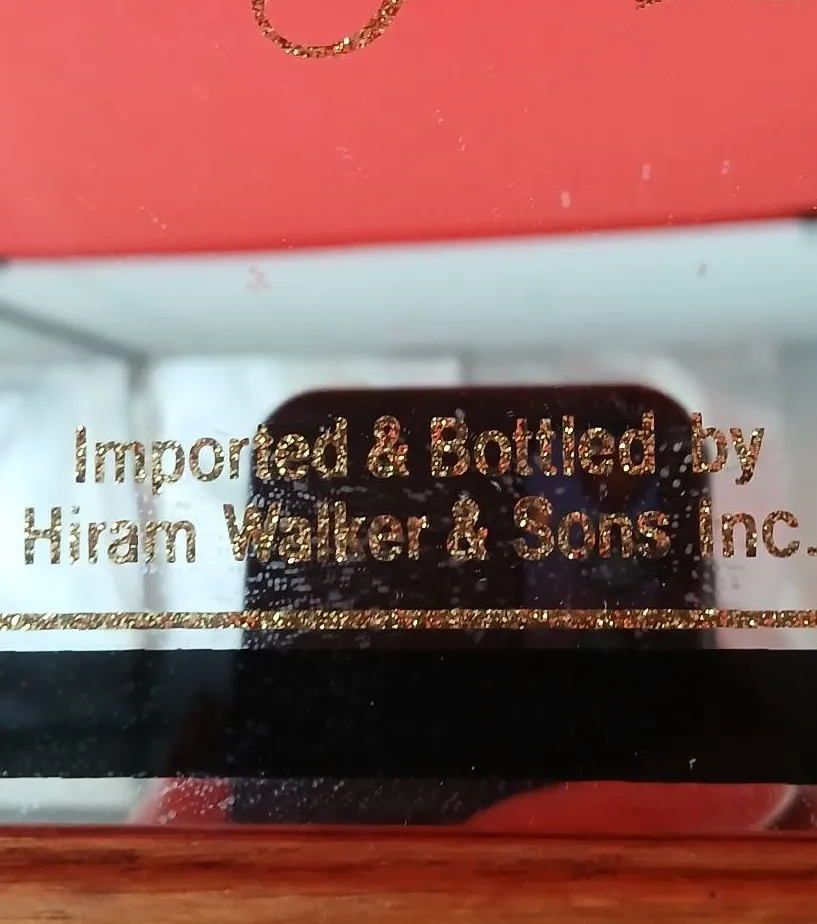 Imported & Bottled by
Hiram Walker & Sons Inc.